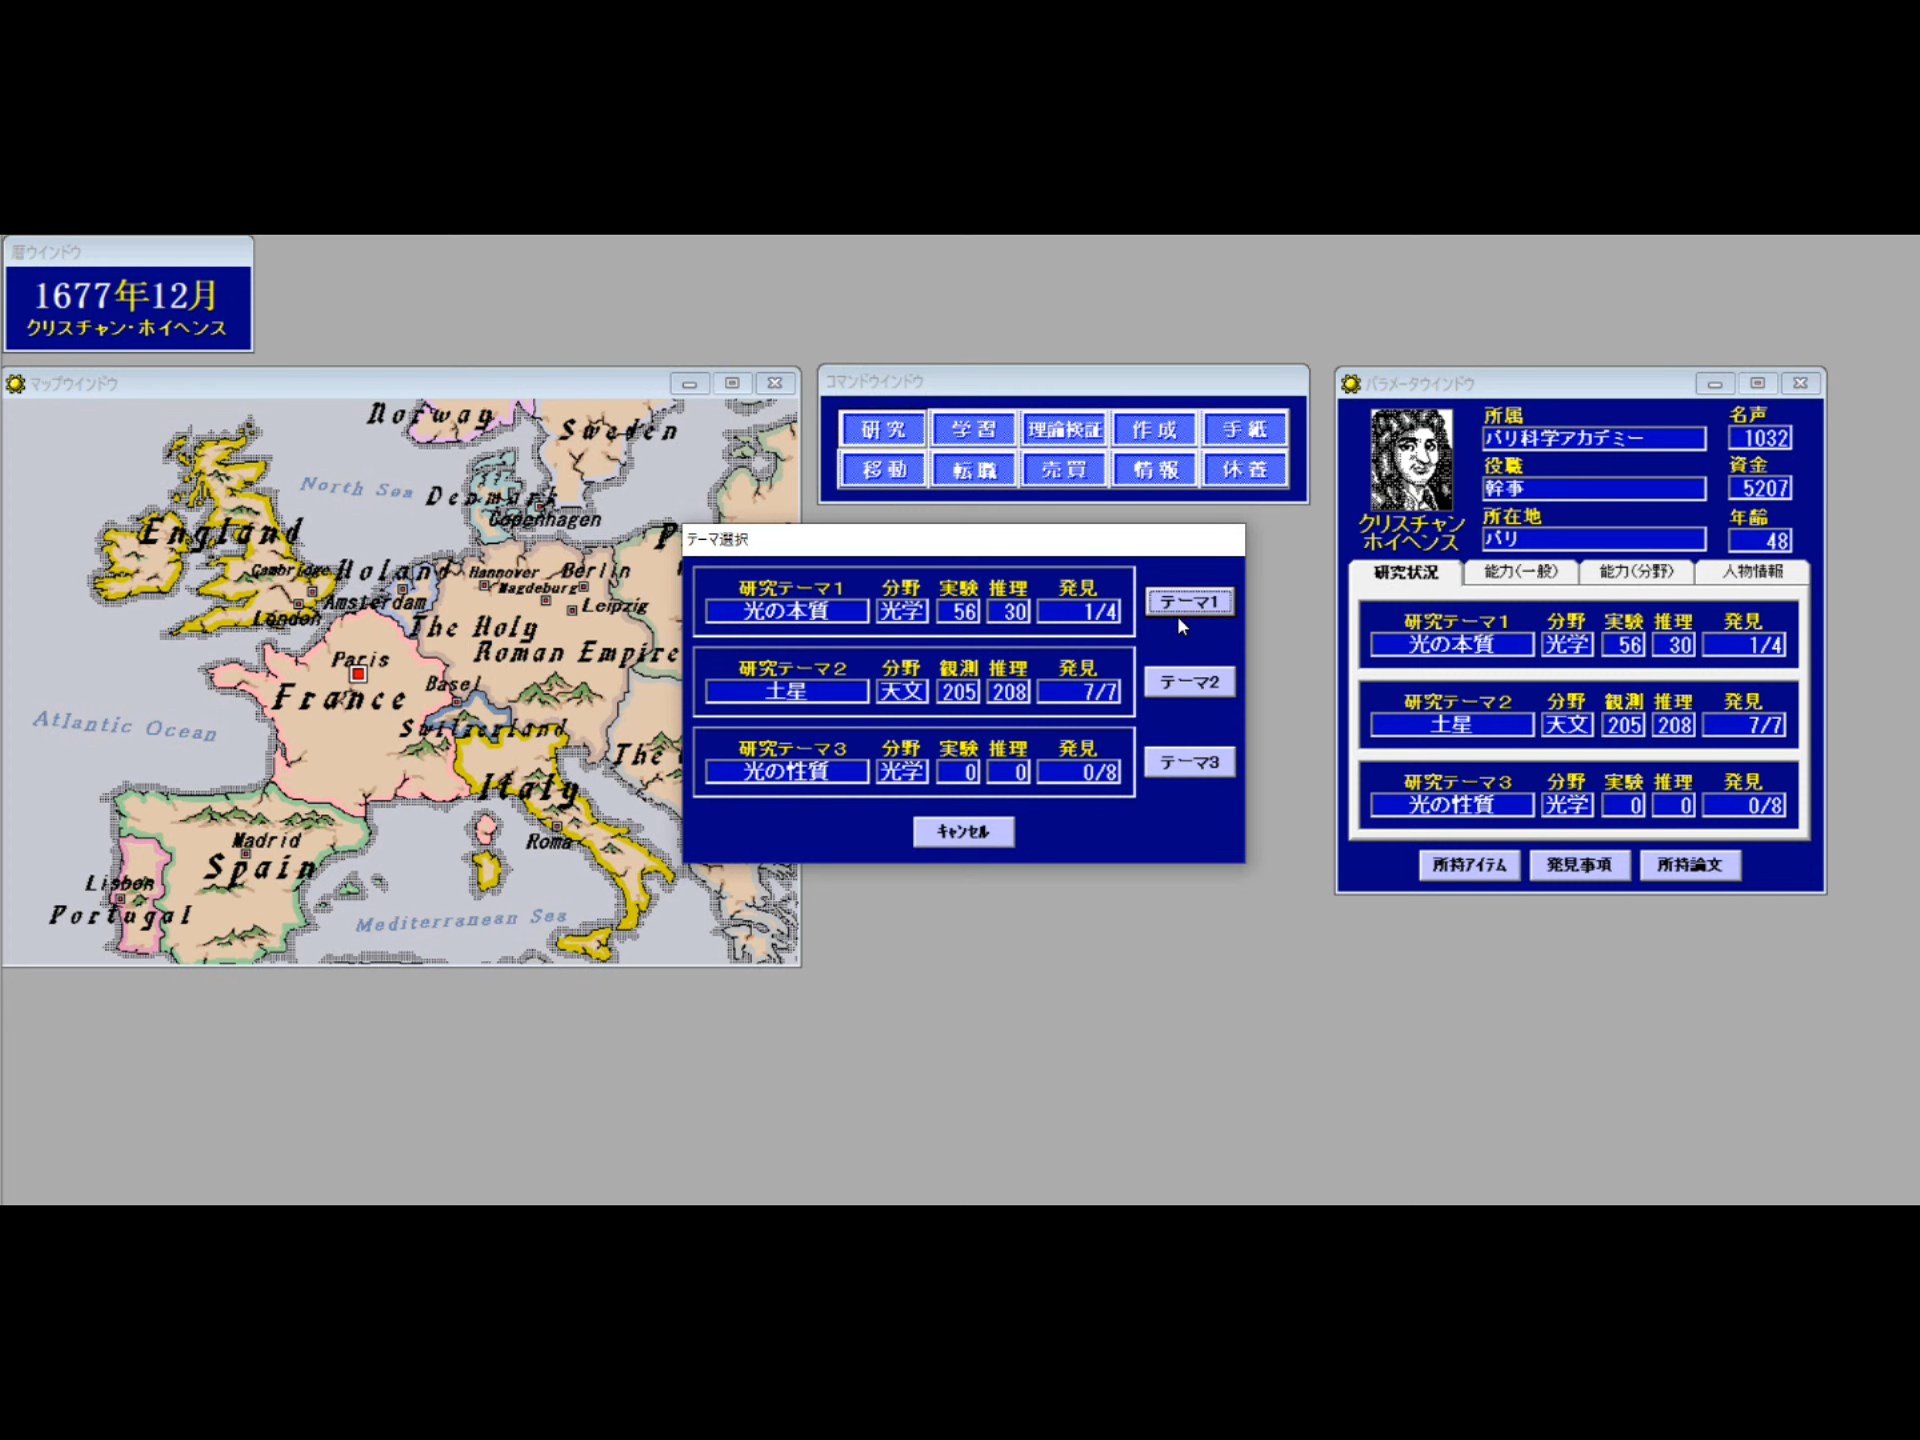 暦ウインドウ
1677年12月
クリスチャン・ホイヘンス
マップウインドウ
Norway
Sweden
North Sea
Denmark
Copenhagen
England
Cambridge
Holand
Hannover
Berlin
Magdeburg
Amsterdam
Leipzig
London
The Holy
Roman Empire
Paris
Basel
France
Atlantic Ocean
Switzerland
The
Italy
Madrid
Roma
Spain
Lisbon
Portugal
Mediterranean Sea
コマンドウインドウ
研究 学習 理論検証 作成 手紙
移動 転職 売買 情報 休養
テーマ選択
研究テーマ1 分野 実験 推理 発見
光の本質 光学 56 30 1/4
テーマ1
研究テーマ2 分野 観測 推理 発見
土星 天文 205 208 7/7
テーマ2
研究テーマ3 分野 実験 推理 発見
光の性質 光学 0 0 0/8
テーマ3
キャンセル
パラメータウインドウ
所属 名声
パリ科学アカデミー 1032
役職 資金
幹事 5207
所在地 年齢
パリ 48
クリスチャン
ホイヘンス
研究状況 能力(一般) 能力(分野) 人物情報
研究テーマ1 分野 実験 推理 発見
光の本質 光学 56 30 1/4
研究テーマ2 分野 観測 推理 発見
土星 天文 205 208 7/7
研究テーマ3 分野 実験 推理 発見
光の性質 光学 0 0 0/8
所持アイテム 発見事項 所持論文